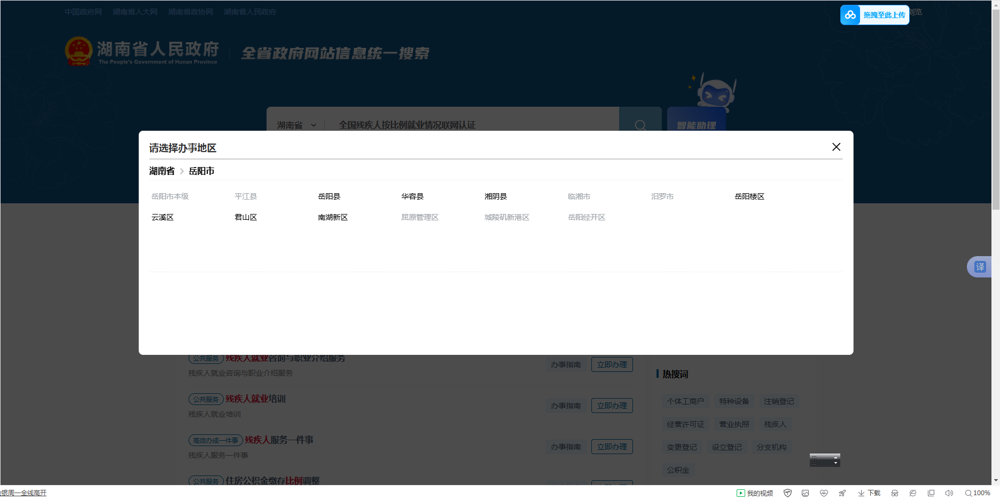 中国政府网 湖南省人大网 湖南省政协网 湖南省人民政府
拖拽至此上传 浏览
湖南省人民政府 全省政府网站信息统一搜索
The People's Government of Hunan Province
湖南省 全国残疾人按比例就业情况联网认证 智能助理
请选择办事地区
湖南省 岳阳市
岳阳市本级 平江县 岳阳县 华容县 湘阴县 临湘市 汨罗市 岳阳楼区
云溪区 君山区 南湖新区 屈原管理区 城陵矶新港区 岳阳经开区
译
公共服务 残疾人就业咨询与职业介绍服务
残疾人就业咨询与职业介绍服务
办事指南 立即办理
热搜词
公共服务 残疾人就业培训
残疾人就业培训
办事指南 立即办理
个体工商户 特种设备 注销登记
经营许可证 营业执照 残疾人
高效办成一件事 残疾人服务一件事
残疾人服务一件事
办事指南 立即办理
变更登记 设立登记 分支机构
公积金
公共服务 住房公积金缴存比例调整
金银周一全线高开
我的视频 下载 100%